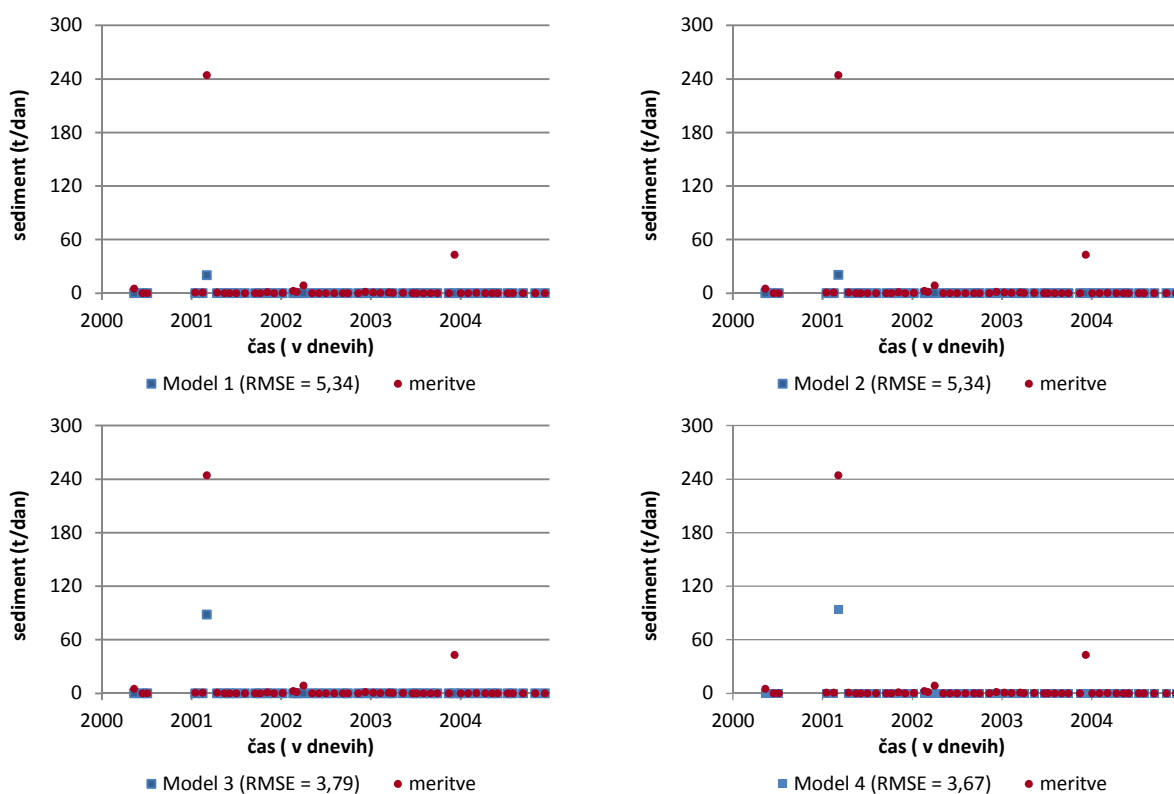 300
240
180
120
60
0
sediment (t/dan)
2000 2001 2002 2003 2004
čas ( v dnevih)
Model 1 (RMSE = 5,34) meritve
300
240
180
120
60
0
sediment (t/dan)
2000 2001 2002 2003 2004
čas ( v dnevih)
Model 2 (RMSE = 5,34) meritve
300
240
180
120
60
0
sediment (t/dan)
2000 2001 2002 2003 2004
čas ( v dnevih)
Model 3 (RMSE = 3,79) meritve
300
240
180
120
60
0
sediment (t/dan)
2000 2001 2002 2003 2004
čas ( v dnevih)
Model 4 (RMSE = 3,67) meritve